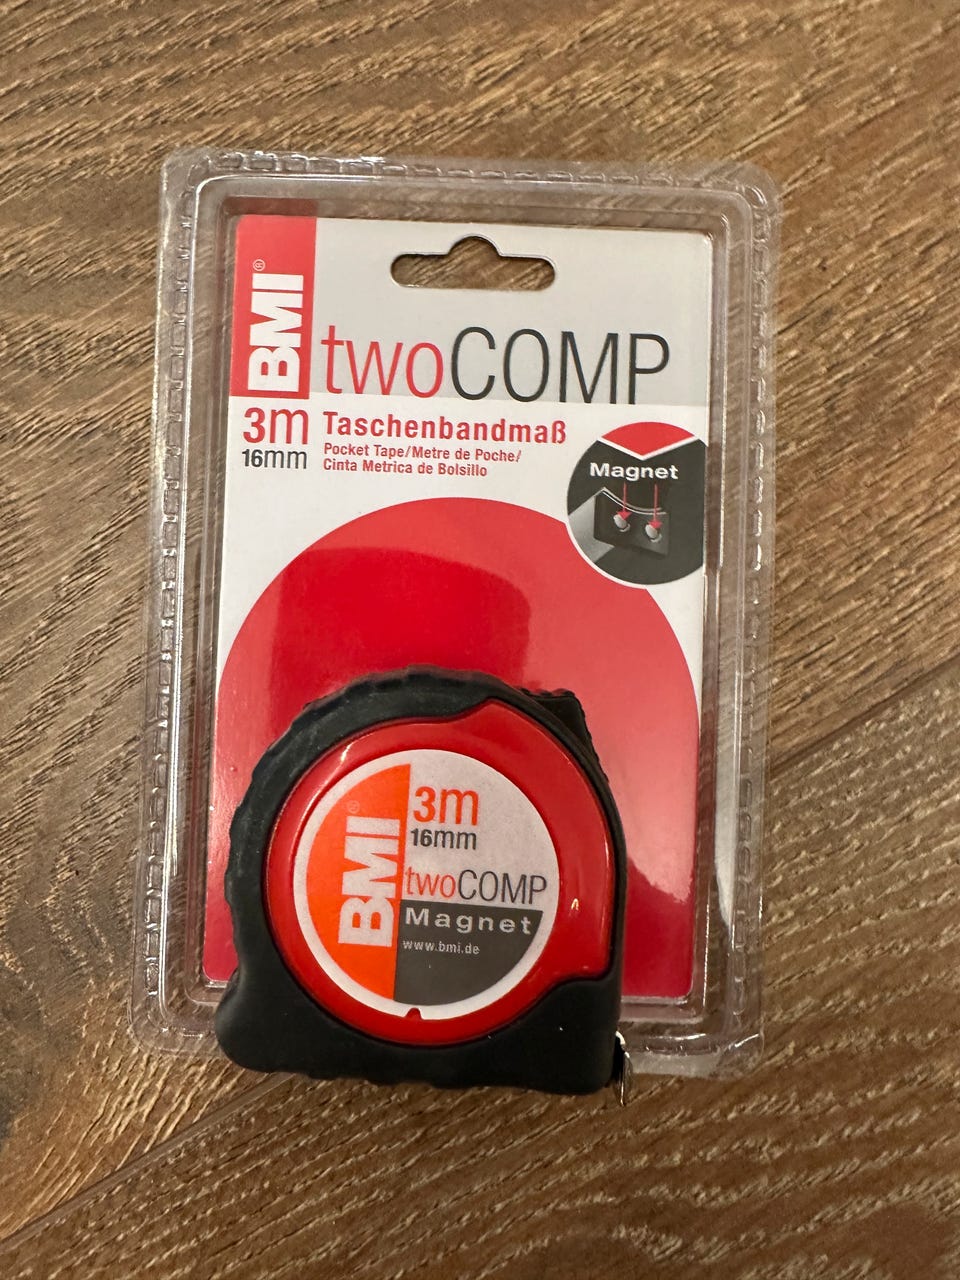 BMI®
twoCOMP
3m
16mm
Taschenbandmaß
Pocket Tape/Metre de Poche/
Cinta Metrica de Bolsillo
Magnet
BMI®
3m
16mm
twoCOMP
Magnet
www.bmi.de